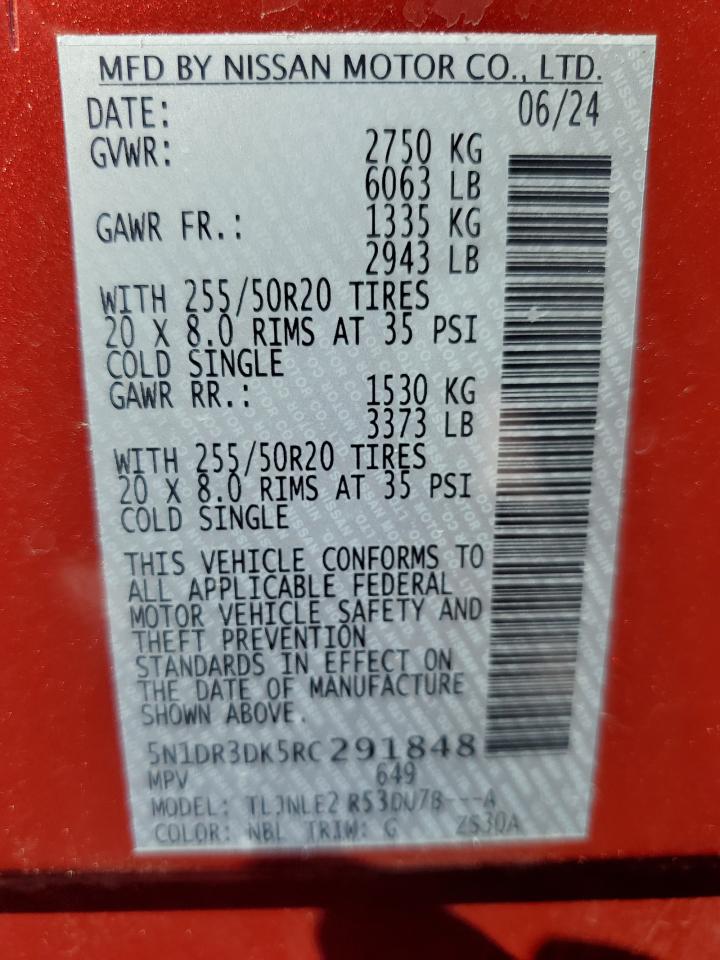 MFD BY NISSAN MOTOR CO., LTD.
DATE: 06/24
GVWR: 2750 KG
6063 LB
GAWR FR.: 1335 KG
2943 LB
WITH 255/50R20 TIRES
20 X 8.0 RIMS AT 35 PSI
COLD SINGLE
GAWR RR.: 1530 KG
3373 LB
WITH 255/50R20 TIRES
20 X 8.0 RIMS AT 35 PSI
COLD SINGLE
THIS VEHICLE CONFORMS TO
ALL APPLICABLE FEDERAL
MOTOR VEHICLE SAFETY AND
THEFT PREVENTION
STANDARDS IN EFFECT ON
THE DATE OF MANUFACTURE
SHOWN ABOVE.
5N1DR3DK5RC291848
MPV 649
MODEL:
COLOR: NBL TRIM: G